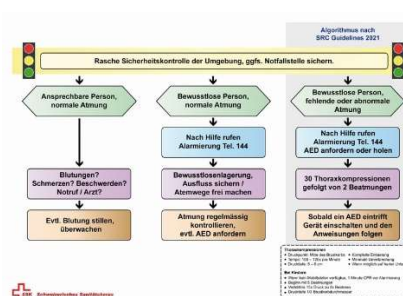 Algorithmus nach
SRC Guidelines 2021
Rasche Sicherheitskontrolle der Umgebung, ggfs. Notfallstelle sichern.
Ansprechbare Person,
normale Atmung
Blutungen?
Schmerzen? Beschwerden?
Notruf / Arzt?
Evtl. Blutung stillen,
überwachen
Bewusstlose Person,
normale Atmung
Nach Hilfe rufen
Alarmierung Tel. 144
Bewusstlosenlagerung,
Ausfluss sichern /
Atemwege frei machen
Atmung regelmässig
kontrollieren,
evtl. AED anfordern
Bewusstlose Person,
fehlende oder abnormale
Atmung
Nach Hilfe rufen
Alarmierung Tel. 144
AED anfordern oder holen
30 Thoraxkompressionen
gefolgt von 2 Beatmungen
Sobald ein AED eintrifft
Gerät einschalten und den
Anweisungen folgen
Thoraxkompressionen
Bei Kindern